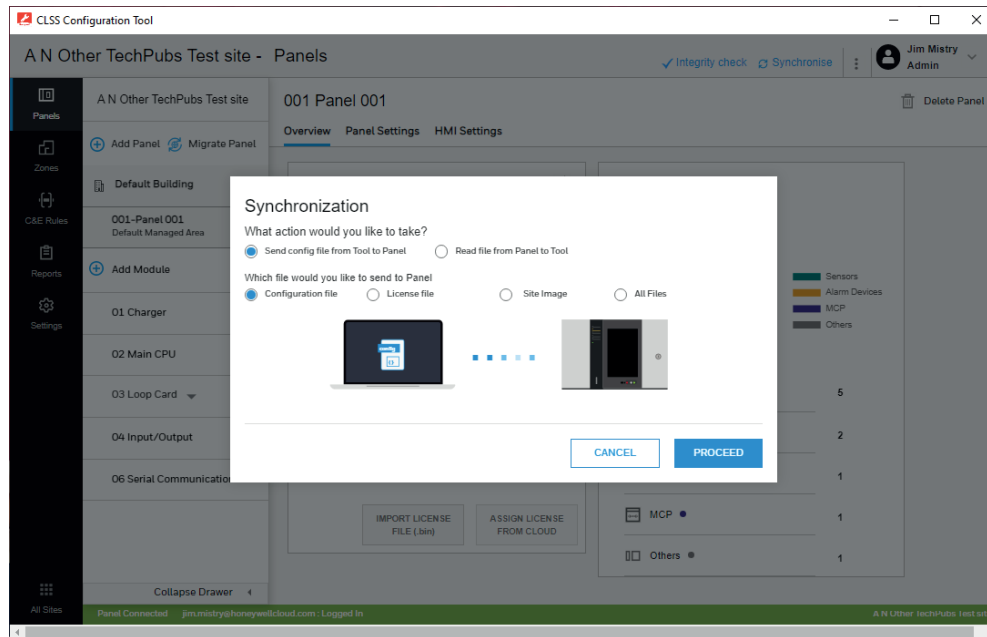 CLSS Configuration Tool
A N Other TechPubs Test site - Panels
Integrity check
Synchronise
Jim Mistry
Admin
Panels
Zones
C&E Rules
Reports
Settings
All Sites
A N Other TechPubs Test site
Add Panel
Migrate Panel
Default Building
001-Panel 001
Default Managed Area
Add Module
01 Charger
02 Main CPU
03 Loop Card
04 Input/Output
06 Serial Communication
Collapse Drawer
001 Panel 001
Delete Panel
Overview Panel Settings HMI Settings
Synchronization
What action would you like to take?
Send config file from Tool to Panel
Read file from Panel to Tool
Which file would you like to send to Panel
Configuration file
License file
Site Image
All Files
config
CANCEL
PROCEED
Sensors
Alarm Devices
MCP
Others
5
2
1
MCP 1
Others 1
IMPORT LICENSE
FILE (.bin)
ASSIGN LICENSE
FROM CLOUD
Panel Connected jim.mistry@honeywellcloud.com : Logged In
A N Other TechPubs Test sit